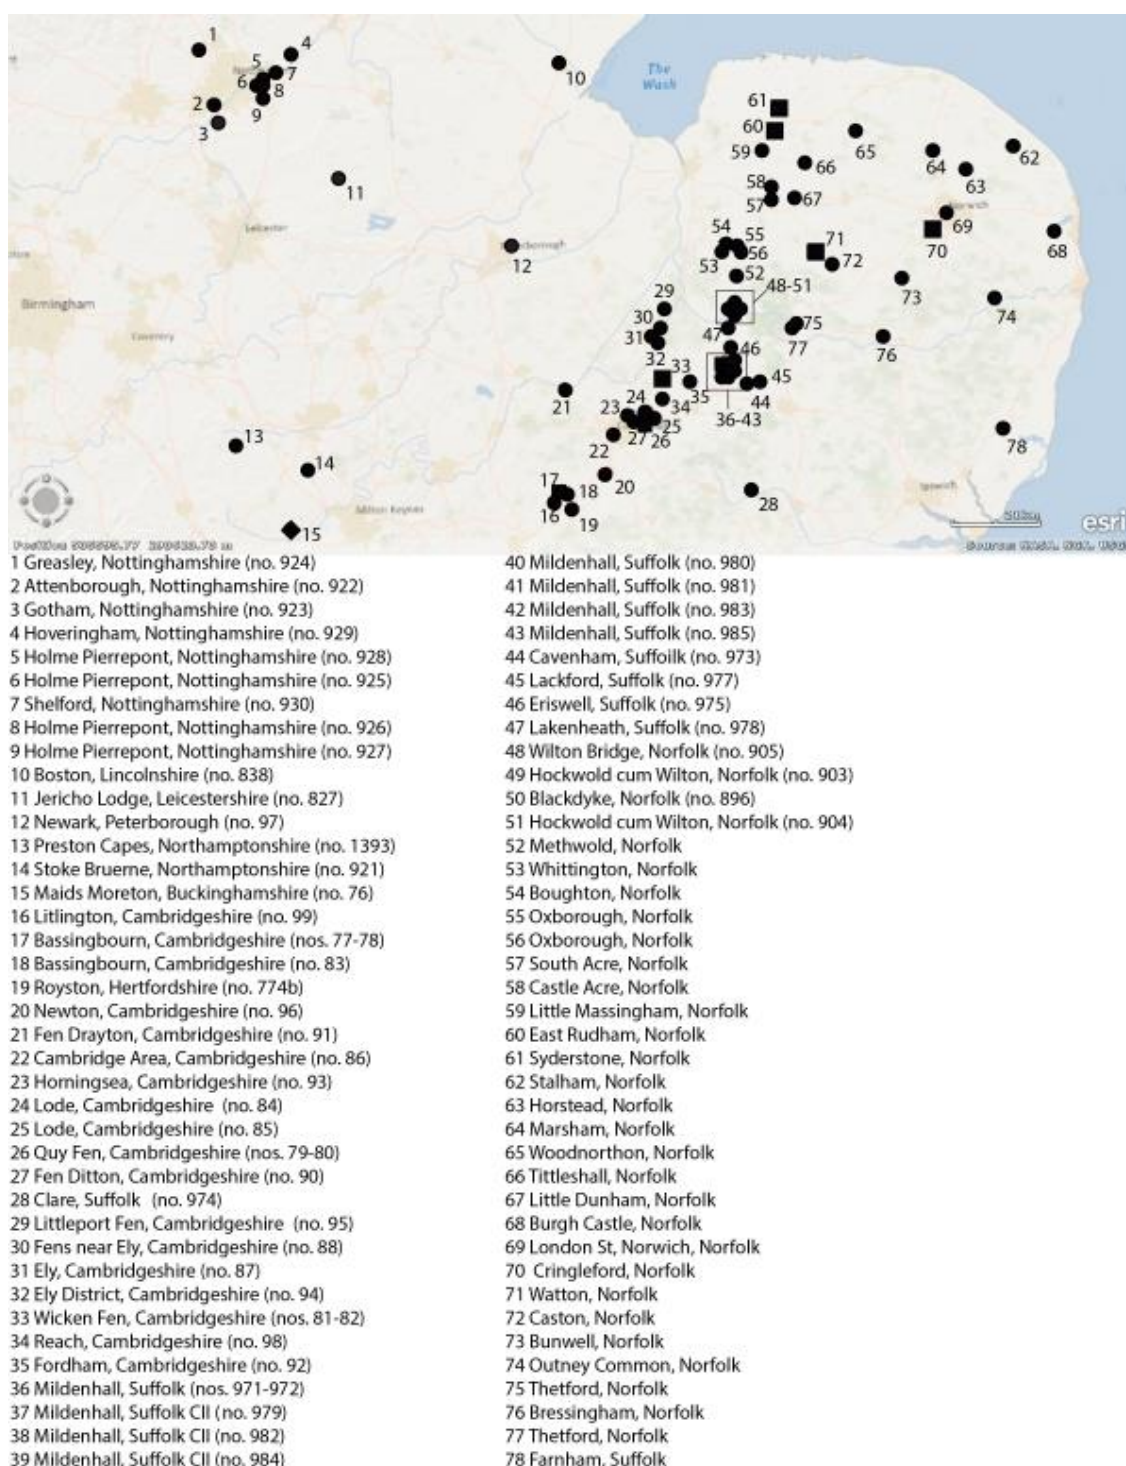 1
4
5
7
6
8
9
2
3
10
The
Wash
61
60
59
65
66
64
62
63
58
57
67
11
Leicester
Norwich
69
70
68
54
55
53
56
71
72
12
52
73
Birmingham
29
48-51
74
Coventry
30
31
47
75
77
76
32
46
33
21
24
35
45
44
23
34
36-43
25
27
26
22
13
14
78
17
18
20
16
19
28
Ipswich
Milton Keynes
15
esri
1 Greasley, Nottinghamshire (no. 924)
2 Attenborough, Nottinghamshire (no. 922)
3 Gotham, Nottinghamshire (no. 923)
4 Hoveringham, Nottinghamshire (no. 929)
5 Holme Pierrepont, Nottinghamshire (no. 928)
6 Holme Pierrepont, Nottinghamshire (no. 925)
7 Shelford, Nottinghamshire (no. 930)
8 Holme Pierrepont, Nottinghamshire (no. 926)
9 Holme Pierrepont, Nottinghamshire (no. 927)
10 Boston, Lincolnshire (no. 838)
11 Jericho Lodge, Leicestershire (no. 827)
12 Newark, Peterborough (no. 97)
13 Preston Capes, Northamptonshire (no. 1393)
14 Stoke Bruerne, Northamptonshire (no. 921)
15 Maids Moreton, Buckinghamshire (no. 76)
16 Litlington, Cambridgeshire (no. 99)
17 Bassingbourn, Cambridgeshire (nos. 77-78)
18 Bassingbourn, Cambridgeshire (no. 83)
19 Royston, Hertfordshire (no. 774b)
20 Newton, Cambridgeshire (no. 96)
21 Fen Drayton, Cambridgeshire (no. 91)
22 Cambridge Area, Cambridgeshire (no. 86)
23 Horningsea, Cambridgeshire (no. 93)
24 Lode, Cambridgeshire (no. 84)
25 Lode, Cambridgeshire (no. 85)
26 Quy Fen, Cambridgeshire (nos. 79-80)
27 Fen Ditton, Cambridgeshire (no. 90)
28 Clare, Suffolk (no. 974)
29 Littleport Fen, Cambridgeshire (no. 95)
30 Fens near Ely, Cambridgeshire (no. 88)
31 Ely, Cambridgeshire (no. 87)
32 Ely District, Cambridgeshire (no. 94)
33 Wicken Fen, Cambridgeshire (nos. 81-82)
34 Reach, Cambridgeshire (no. 98)
35 Fordham, Cambridgeshire (no. 92)
36 Mildenhall, Suffolk (nos. 971-972)
37 Mildenhall, Suffolk CII (no. 979)
38 Mildenhall, Suffolk CII (no. 982)
39 Mildenhall, Suffolk CII (no. 984)
40 Mildenhall, Suffolk (no. 980)
41 Mildenhall, Suffolk (no. 981)
42 Mildenhall, Suffolk (no. 983)
43 Mildenhall, Suffolk (no. 985)
44 Cavenham, Suffoilk (no. 973)
45 Lackford, Suffolk (no. 977)
46 Eriswell, Suffolk (no. 975)
47 Lakenheath, Suffolk (no. 978)
48 Wilton Bridge, Norfolk (no. 905)
49 Hockwold cum Wilton, Norfolk (no. 903)
50 Blackdyke, Norfolk (no. 896)
51 Hockwold cum Wilton, Norfolk (no. 904)
52 Methwold, Norfolk
53 Whittington, Norfolk
54 Boughton, Norfolk
55 Oxborough, Norfolk
56 Oxborough, Norfolk
57 South Acre, Norfolk
58 Castle Acre, Norfolk
59 Little Massingham, Norfolk
60 East Rudham, Norfolk
61 Syderstone, Norfolk
62 Stalham, Norfolk
63 Horstead, Norfolk
64 Marsham, Norfolk
65 Woodnorthon, Norfolk
66 Tittleshall, Norfolk
67 Little Dunham, Norfolk
68 Burgh Castle, Norfolk
69 London St, Norwich, Norfolk
70 Cringleford, Norfolk
71 Watton, Norfolk
72 Caston, Norfolk
73 Bunwell, Norfolk
74 Outney Common, Norfolk
75 Thetford, Norfolk
76 Bressingham, Norfolk
77 Thetford, Norfolk
78 Farnham, Suffolk